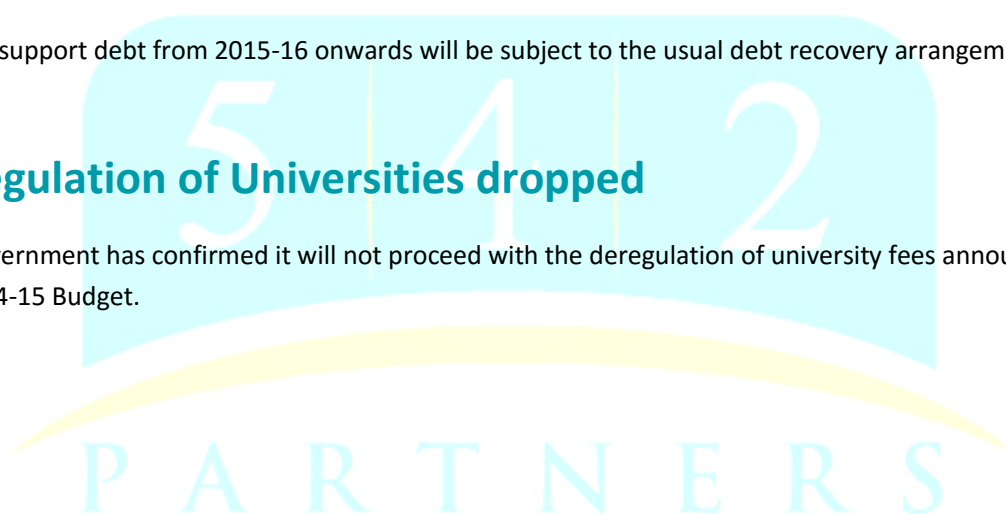 support debt from 2015-16 onwards will be subject to the usual debt recovery arrangem
5 4 2
egulation of Universities dropped
ernment has confirmed it will not proceed with the deregulation of university fees annou
4-15 Budget.
PARTNERS